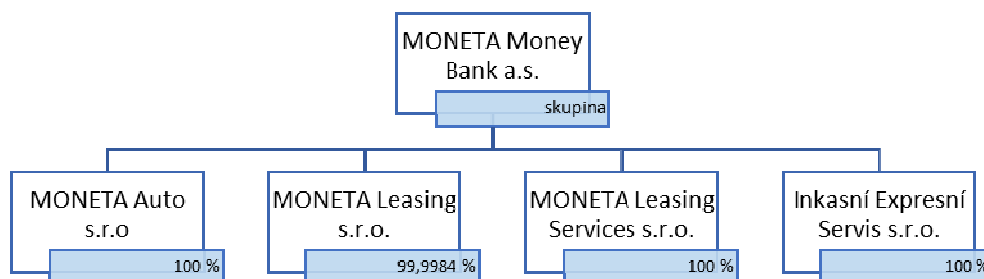 MONETA Money
Bank a.s.
skupina
MONETA Auto
s.r.o
100 %
MONETA Leasing
s.r.o.
99,9984 %
MONETA Leasing
Services s.r.o.
100 %
Inkasní Expresní
Servis s.r.o.
100 %